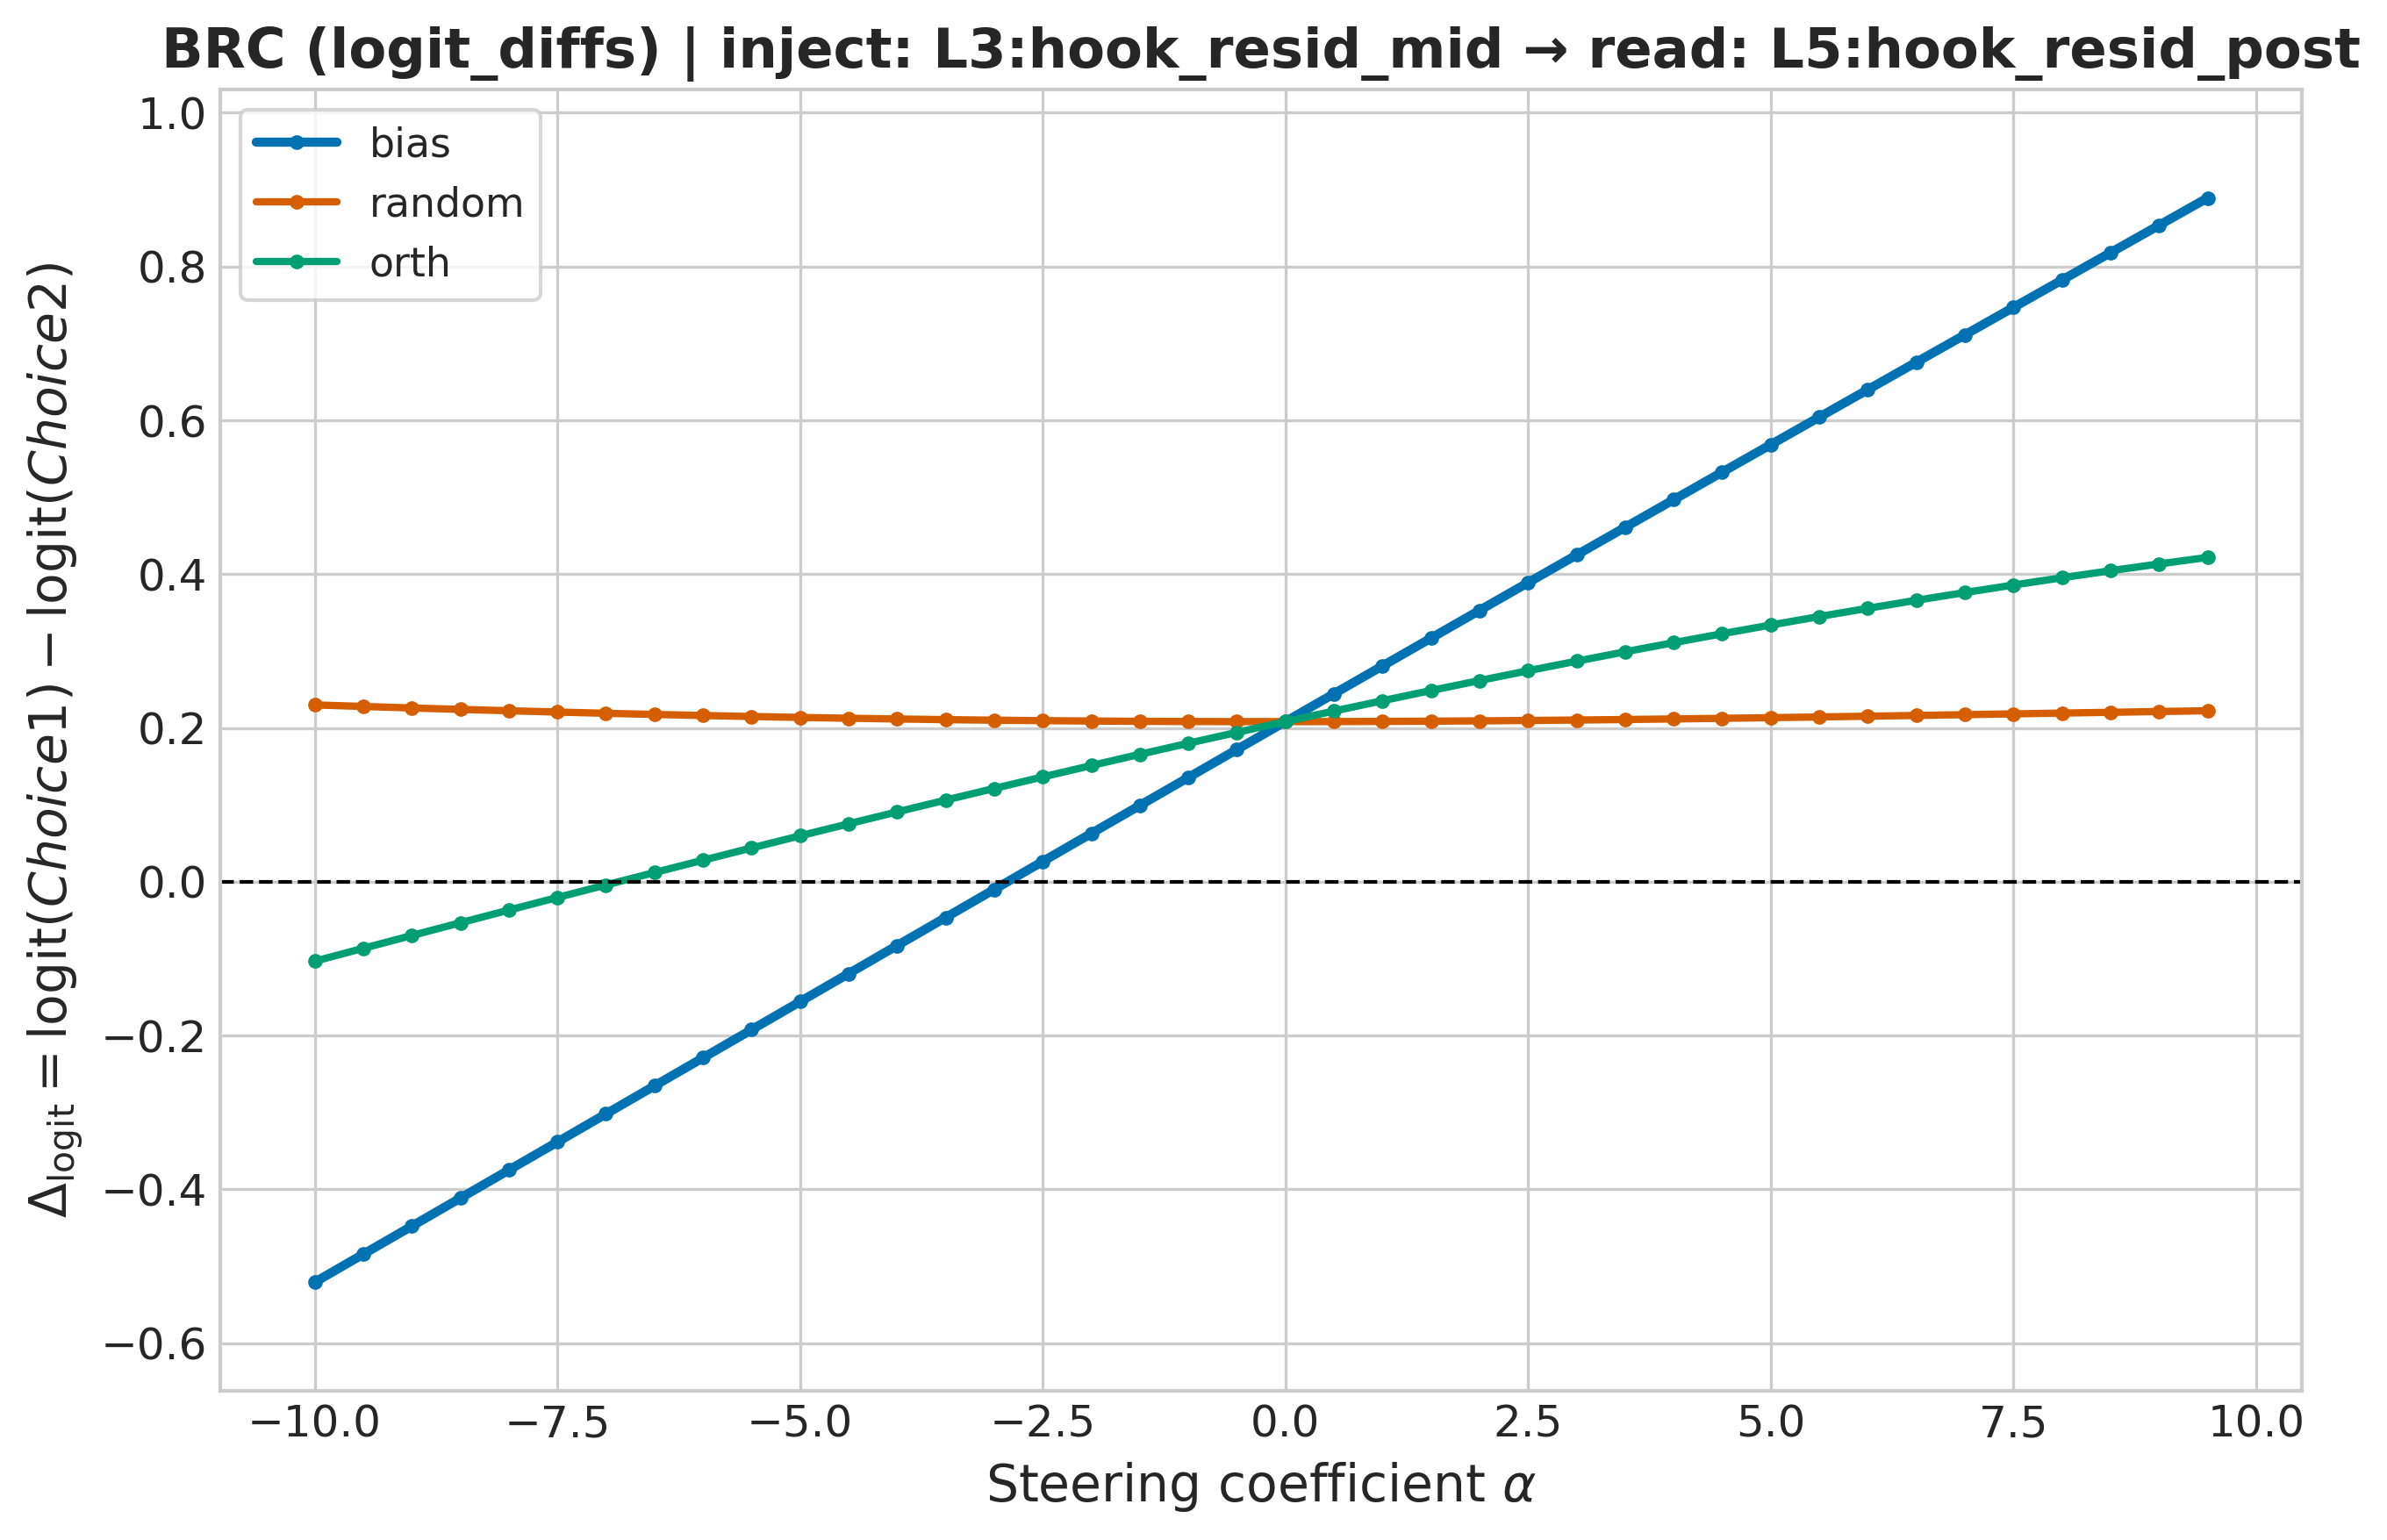 BRC (logit_diffs) | inject: L3:hook_resid_mid → read: L5:hook_resid_post
bias
random
orth
Δlogit = logit(Choice1) − logit(Choice2)
1.0
0.8
0.6
0.4
0.2
0.0
−0.2
−0.4
−0.6
−10.0 −7.5 −5.0 −2.5 0.0 2.5 5.0 7.5 10.0
Steering coefficient α